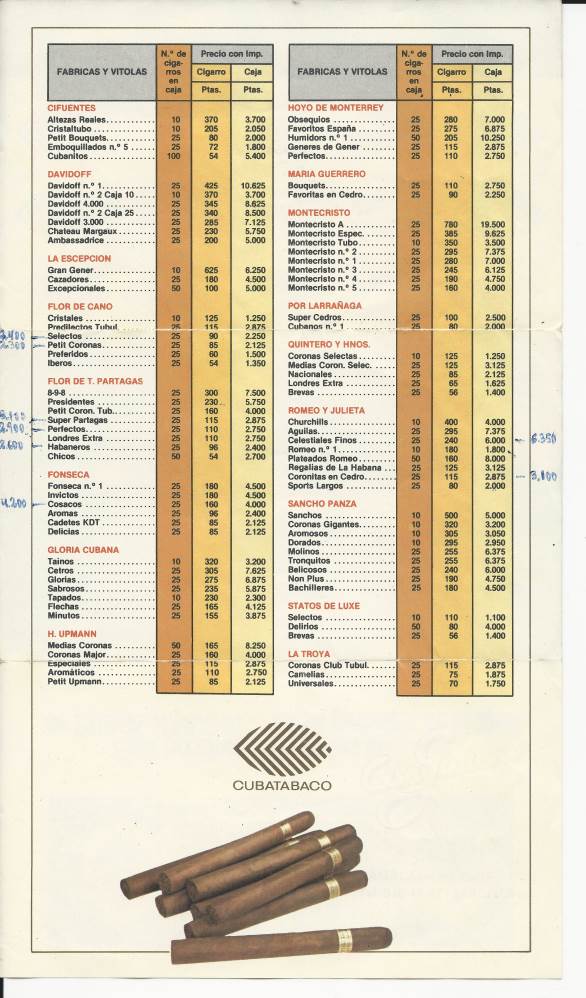 FABRICAS Y VITOLAS N.º de cigarros en caja Precio con Imp. Cigarro Ptas. Caja Ptas.
CIFUENTES
Altezas Reales 10 370 3.700
Cristaltubo 10 205 2.050
Petit Bouquets 25 80 2.000
Emboquillados n.º 5 25 72 1.800
Cubanitos 100 54 5.400
DAVIDOFF
Davidoff n.º 1 25 425 10.625
Davidoff n.º 2 Caja 10 10 370 3.700
Davidoff 4.000 25 345 8.625
Davidoff n.º 2 Caja 25 25 340 8.500
Davidoff 3.000 25 285 7.125
Chateau Margaux 25 230 5.750
Ambassadrice 25 200 5.000
LA ESCEPCION
Gran Gener 10 625 6.250
Cazadores 25 180 4.500
Excepcionales 50 100 5.000
FLOR DE CANO
Cristales 10 125 1.250
Predilectos Tubul. 25 115 2.875
Selectos 25 90 2.250
Petit Coronas 25 85 2.125
Preferidos 25 60 1.500
Iberos 25 54 1.350
FLOR DE T. PARTAGAS
8-9-8 25 300 7.500
Presidentes 25 230 5.750
Petit Coron. Tub. 25 160 4.000
Super Partagas 25 115 2.875
Perfectos 25 110 2.750
Londres Extra 25 110 2.750
2.600 Habaneros 25 96 2.400
Chicos 50 54 2.700
FONSECA
Fonseca n.º 1 25 180 4.500
Invictos 25 180 4.500
4.200 Cosacos 25 160 4.000
Aromas 25 96 2.400
Cadetes KDT 25 85 2.125
Delicias 25 85 2.125
GLORIA CUBANA
Tainos 10 320 3.200
Cetros 25 305 7.625
Glorias 25 275 6.875
Sabrosos 25 235 5.875
Tapados 10 230 2.300
Flechas 25 165 4.125
Minutos 25 155 3.875
H. UPMANN
Medias Coronas 50 165 8.250
Coronas Major 25 160 4.000
Especiales 25 115 2.875
Aromáticos 25 110 2.750
Petit Upmann 25 85 2.125
FABRICAS Y VITOLAS N.º de cigarros en caja Precio con Imp. Cigarro Ptas. Caja Ptas.
HOYO DE MONTERREY
Obsequios 25 280 7.000
Favoritos España 25 275 6.875
Humidors n.º 1 50 205 10.250
Generes de Gener 25 115 2.875
Perfectos 25 110 2.750
MARIA GUERRERO
Bouquets 25 110 2.750
Favoritas en Cedro 25 90 2.250
MONTECRISTO
Montecristo A 25 780 19.500
Montecristo Espec. 25 385 9.625
Montecristo Tubo 10 350 3.500
Montecristo n.º 2 25 295 7.375
Montecristo n.º 1 25 280 7.000
Montecristo n.º 3 25 245 6.125
Montecristo n.º 4 25 190 4.750
Montecristo n.º 5 25 160 4.000
POR LARRAÑAGA
Super Cedros 25 100 2.500
Cubanos n.º 1 25 80 2.000
QUINTERO Y HNOS.
Coronas Selectas 10 125 1.250
Medias Coron. Selec. 25 125 3.125
Nacionales 25 85 2.125
Londres Extra 25 65 1.625
Brevas 25 56 1.400
ROMEO Y JULIETA
Churchills 10 400 4.000
Aguilas 25 295 7.375
Celestiales Finos 25 240 6.000 6.350
Romeo n.º 1 10 180 1.800
Plateados Romeo 50 160 8.000
Regalias de La Habana 25 125 3.125
Coronitas en Cedro 25 115 2.875 3,100
Sports Largos 25 80 2.000
SANCHO PANZA
Sanchos 10 500 5.000
Coronas Gigantes 10 320 3.200
Aromosos 10 305 3.050
Dorados 10 295 2.950
Molinos 25 255 6.375
Tronquitos 25 255 6.375
Belicosos 25 240 6.000
Non Plus 25 190 4.750
Bachilleres 25 180 4.500
STATOS DE LUXE
Selectos 10 110 1.100
Delirios 50 80 4.000
Brevas 25 56 1.400
LA TROYA
Coronas Club Tubul. 25 115 2.875
Camelias 25 75 1.875
Universales 25 70 1.750
CUBATABACO